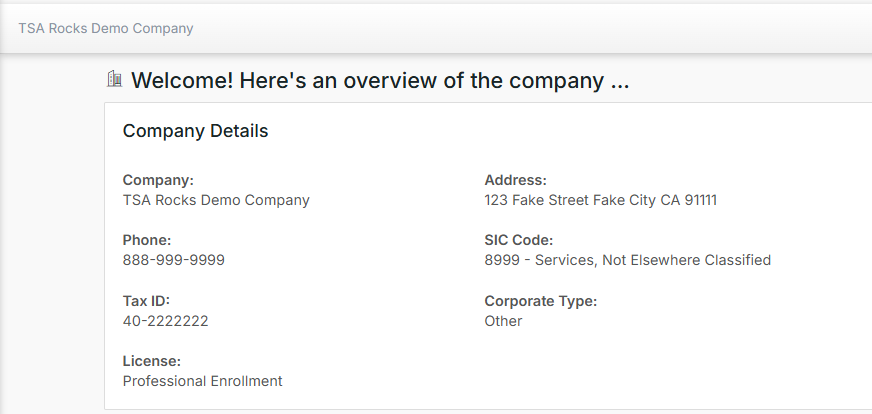 TSA Rocks Demo Company
Welcome! Here's an overview of the company ...
Company Details
Company:
TSA Rocks Demo Company
Address:
123 Fake Street Fake City CA 91111
Phone:
888-999-9999
SIC Code:
8999 - Services, Not Elsewhere Classified
Tax ID:
40-2222222
Corporate Type:
Other
License:
Professional Enrollment